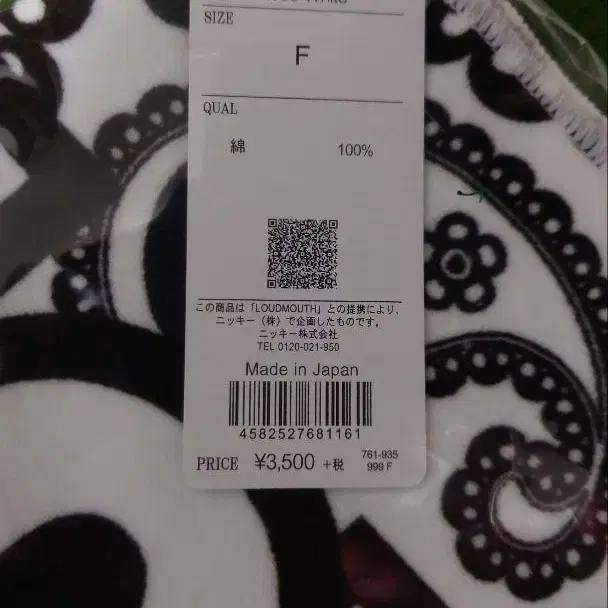 SIZE
F
QUAL
綿 100%
この商品は「LOUDMOUTH」との提携により、
ニッキー（株）で企画したものです。
ニッキー株式会社
TEL 0120-021-950
Made in Japan
4582527681161
PRICE ¥3,500 +税 761-935
999 F